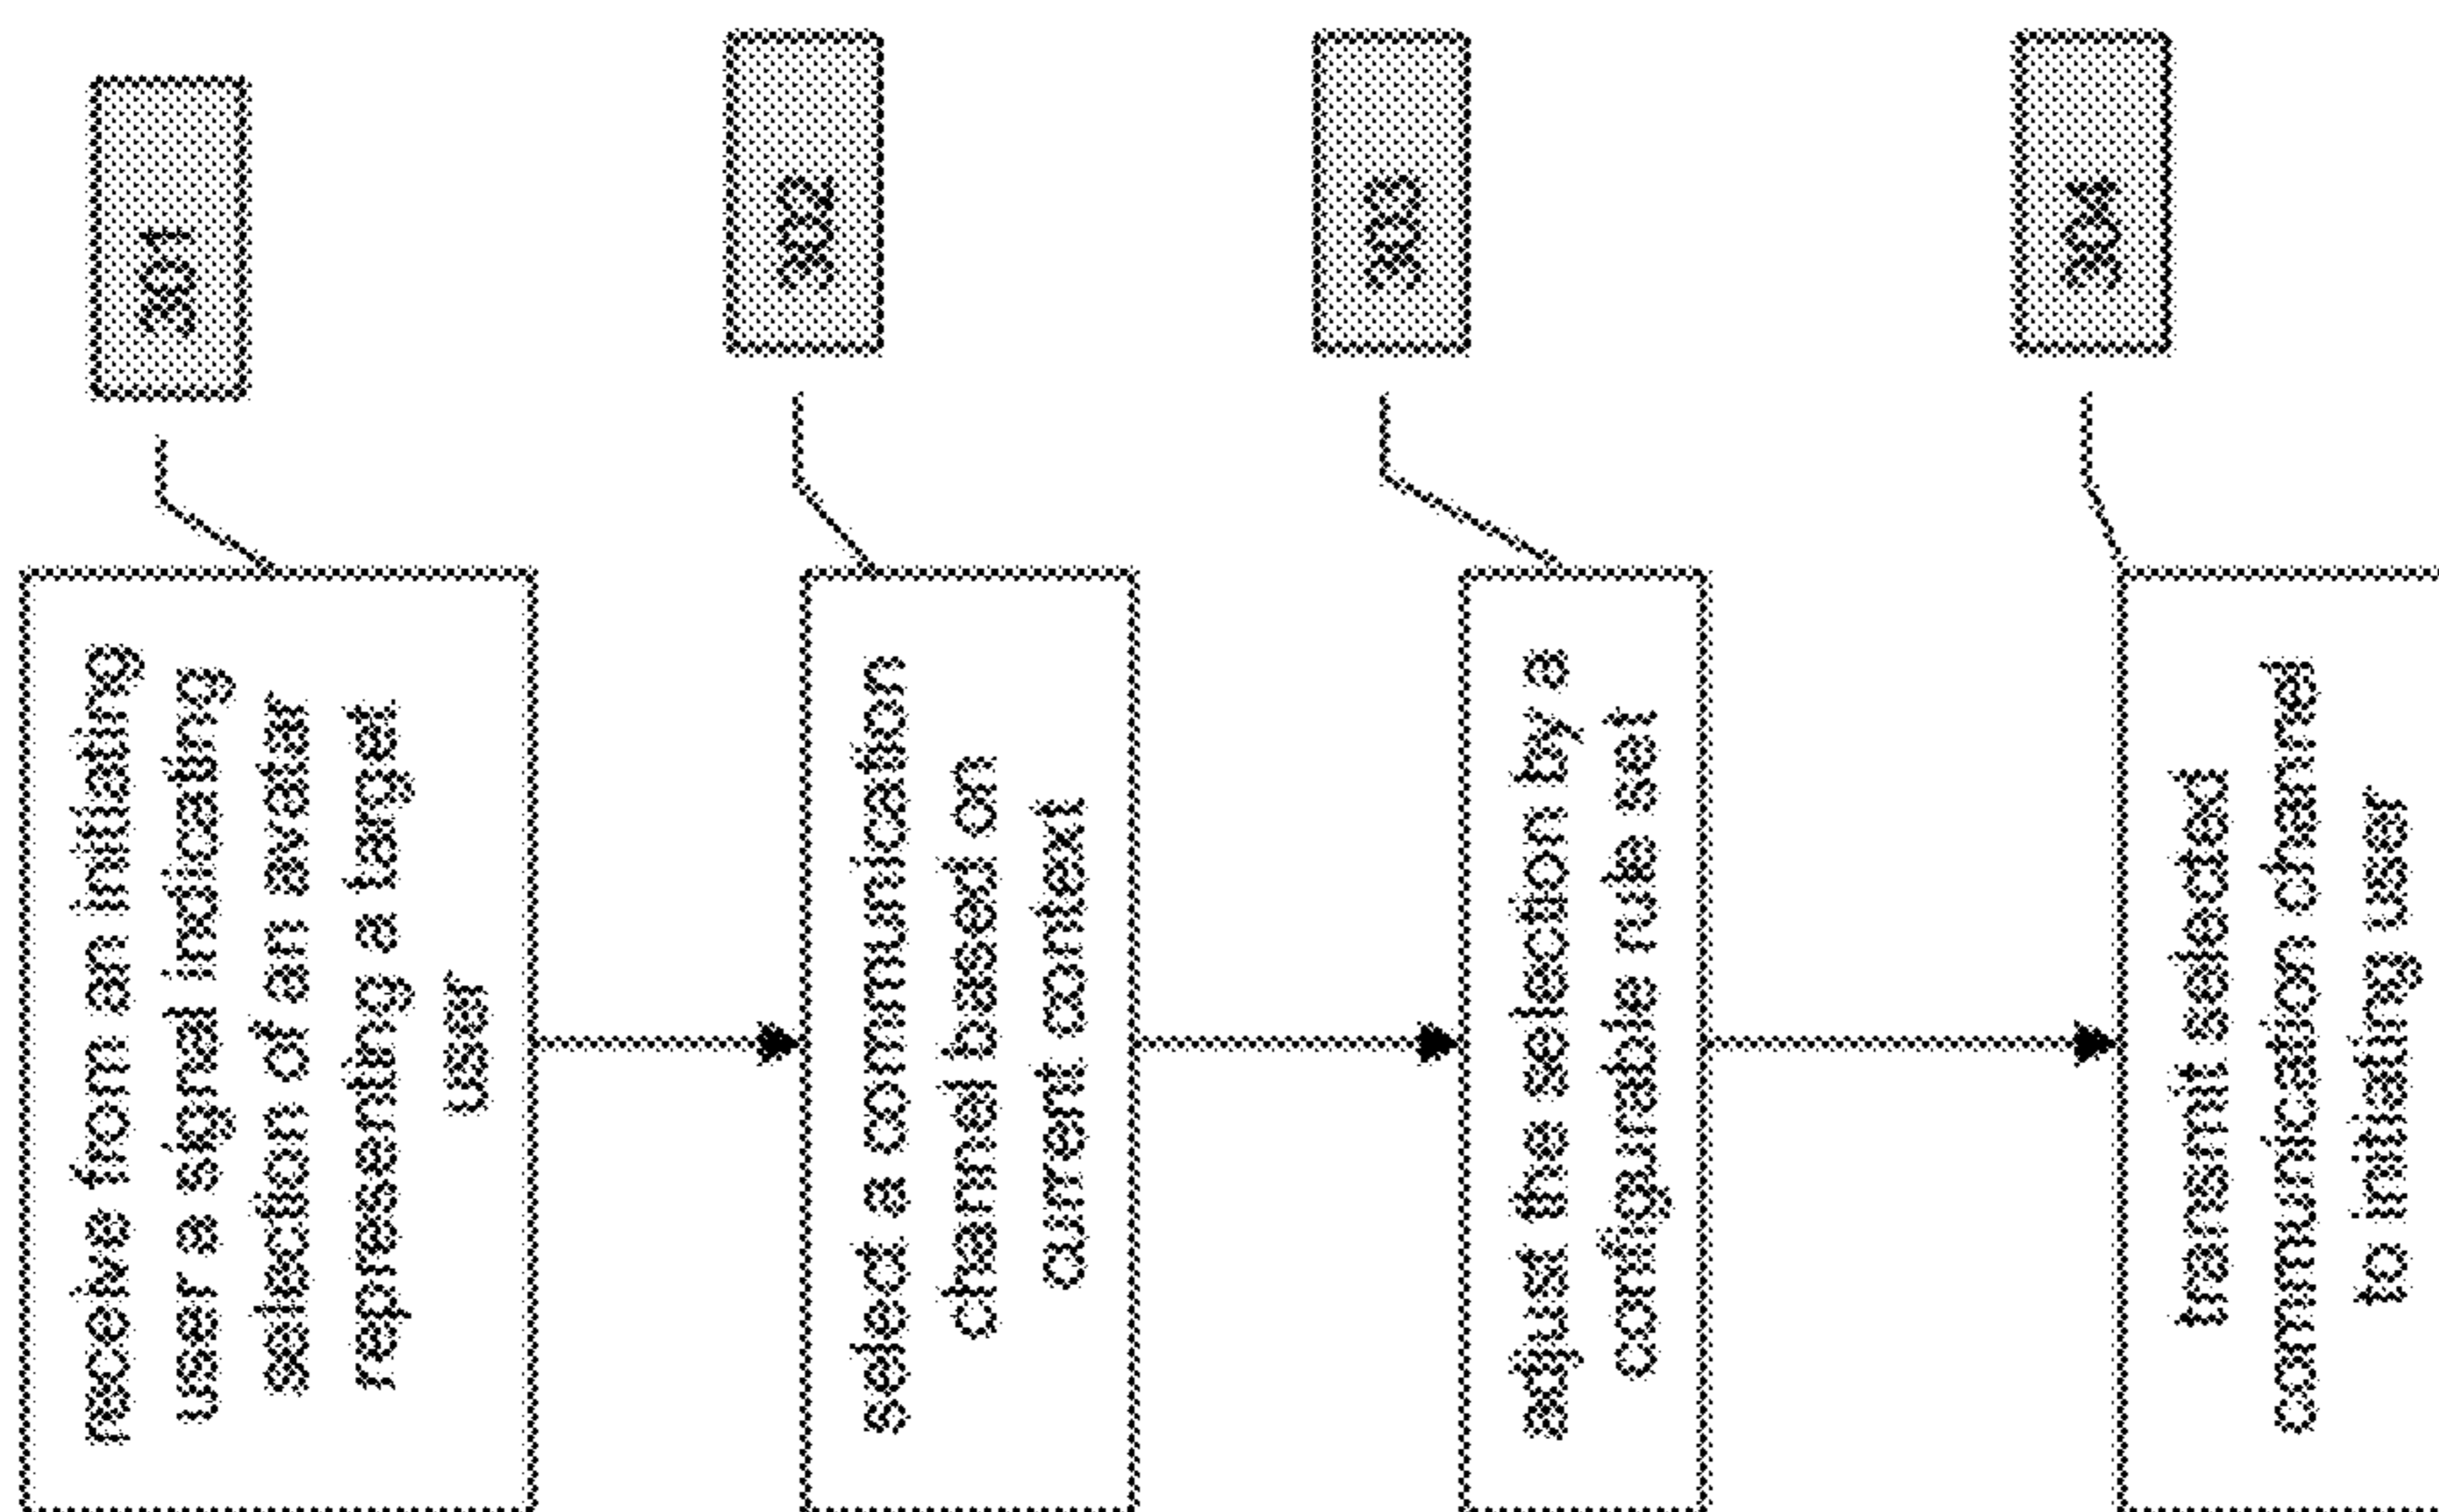 301
receive from an initiating
user a signal indicating
selection of an avatar
representing a target
user
302
select a communication
channel based on
current context
303
adjust the selection by a
configurable rule set
304
transmit selected
communication channel
to initiating user